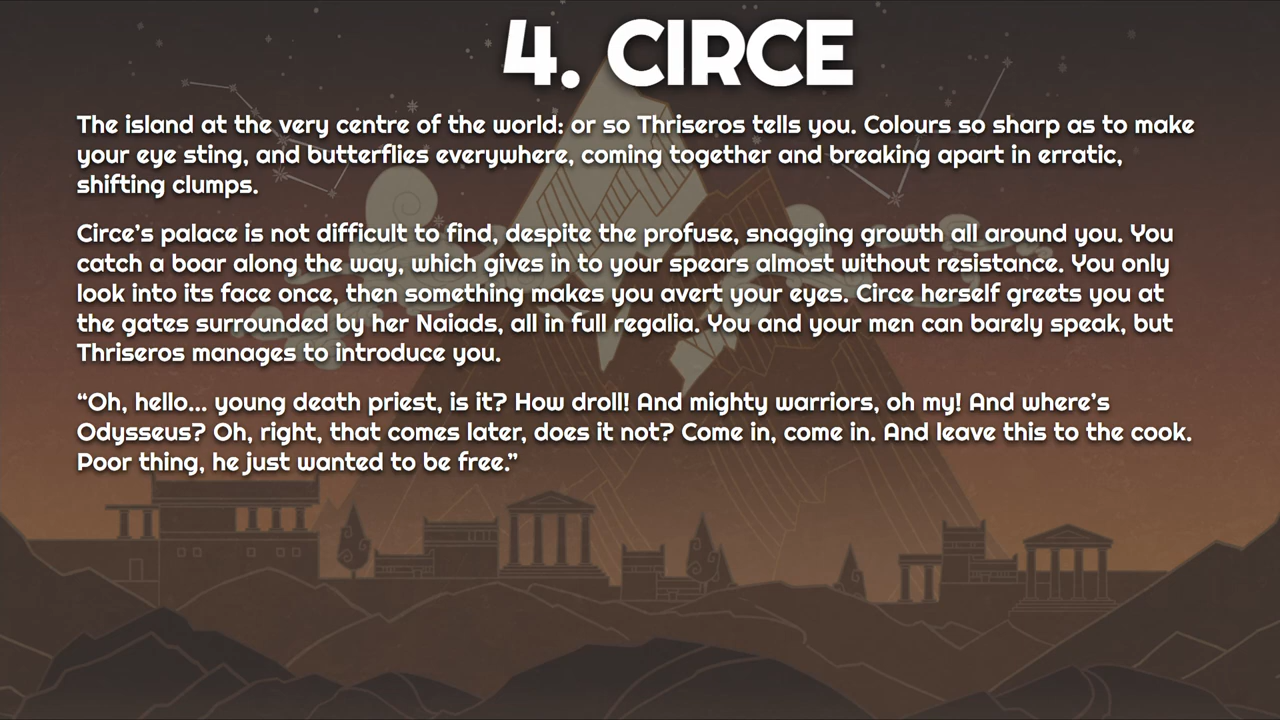 4. CIRCE
The island at the very centre of the world: or so Thriseros tells you. Colours so sharp as to make
your eye sting, and butterflies everywhere, coming together and breaking apart in erratic,
shifting clumps.
Circe’s palace is not difficult to find, despite the profuse, snagging growth all around you. You
catch a boar along the way, which gives in to your spears almost without resistance. You only
look into its face once, then something makes you avert your eyes. Circe herself greets you at
the gates surrounded by her Naiads, all in full regalia. You and your men can barely speak, but
Thriseros manages to introduce you.
“Oh, hello... young death priest, is it? How droll! And mighty warriors, oh my! And where’s
Odysseus? Oh, right, that comes later, does it not? Come in, come in. And leave this to the cook.
Poor thing, he just wanted to be free.”